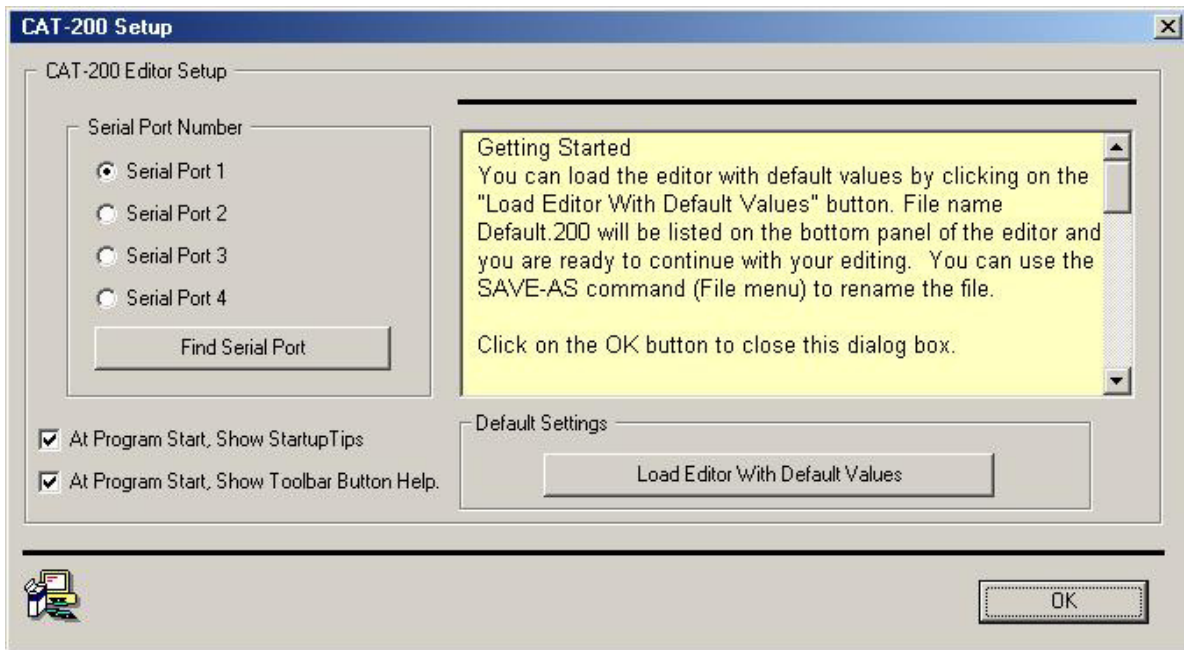 CAT-200 Setup
CAT-200 Editor Setup
Serial Port Number
Serial Port 1
Serial Port 2
Serial Port 3
Serial Port 4
Find Serial Port
At Program Start, Show StartupTips
At Program Start, Show Toolbar Button Help.
Getting Started
You can load the editor with default values by clicking on the
"Load Editor With Default Values" button. File name
Default.200 will be listed on the bottom panel of the editor and
you are ready to continue with your editing.  You can use the
SAVE-AS command (File menu) to rename the file.
Click on the OK button to close this dialog box.
Default Settings
Load Editor With Default Values
OK